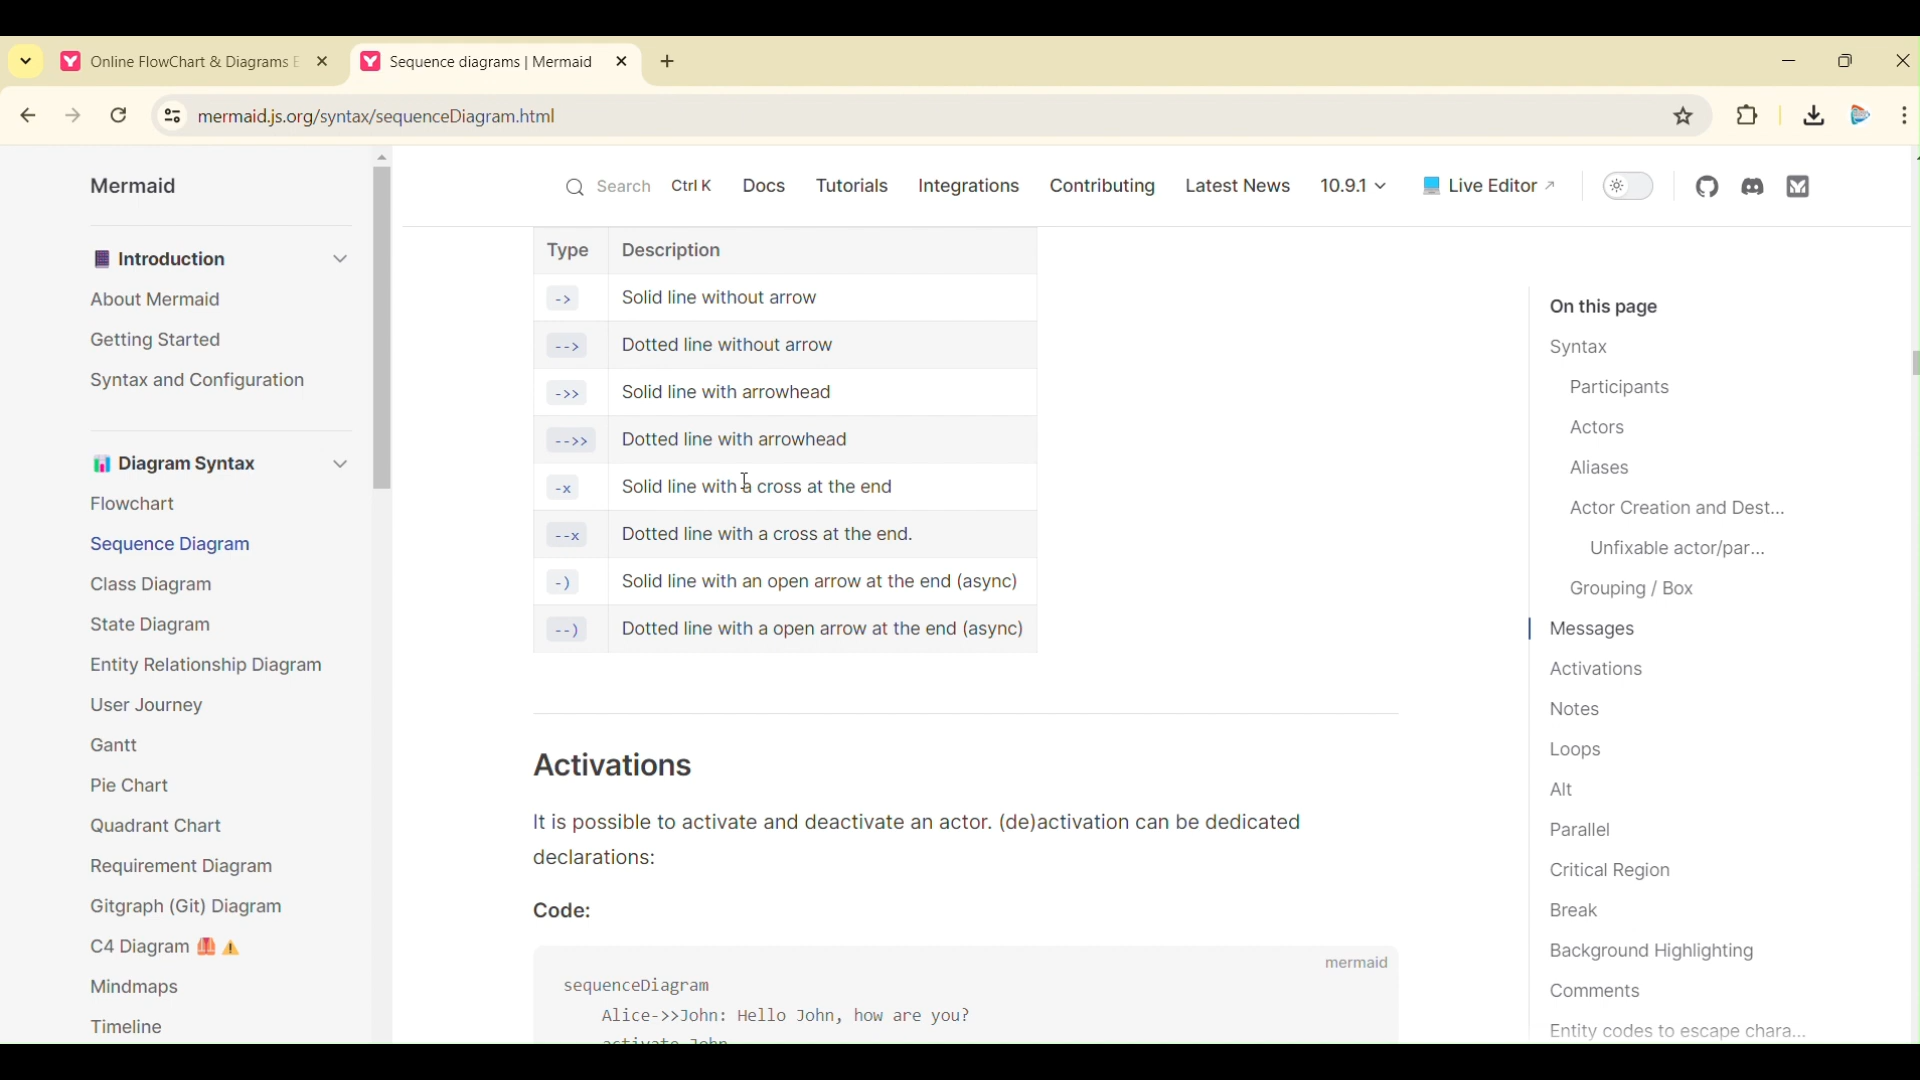 Online FlowChart & Diagrams E
Sequence diagrams | Mermaid
mermaid.js.org/syntax/sequenceDiagram.html
Mermaid
Search Ctrl K Docs Tutorials Integrations Contributing Latest News 10.9.1 Live Editor
Introduction
About Mermaid
Getting Started
Syntax and Configuration
Diagram Syntax
Flowchart
Sequence Diagram
Class Diagram
State Diagram
Entity Relationship Diagram
User Journey
Gantt
Pie Chart
Quadrant Chart
Requirement Diagram
Gitgraph (Git) Diagram
C4 Diagram 🦺⚠️
Mindmaps
Timeline
Type Description
-> Solid line without arrow
--> Dotted line without arrow
->> Solid line with arrowhead
-->> Dotted line with arrowhead
-x Solid line with a cross at the end
--x Dotted line with a cross at the end.
-) Solid line with an open arrow at the end (async)
--) Dotted line with a open arrow at the end (async)
Activations
It is possible to activate and deactivate an actor. (de)activation can be dedicated
declarations:
Code:
mermaid
sequenceDiagram
Alice->>John: Hello John, how are you?
activate John
On this page
Syntax
Participants
Actors
Aliases
Actor Creation and Dest...
Unfixable actor/par...
Grouping / Box
Messages
Activations
Notes
Loops
Alt
Parallel
Critical Region
Break
Background Highlighting
Comments
Entity codes to escape chara...